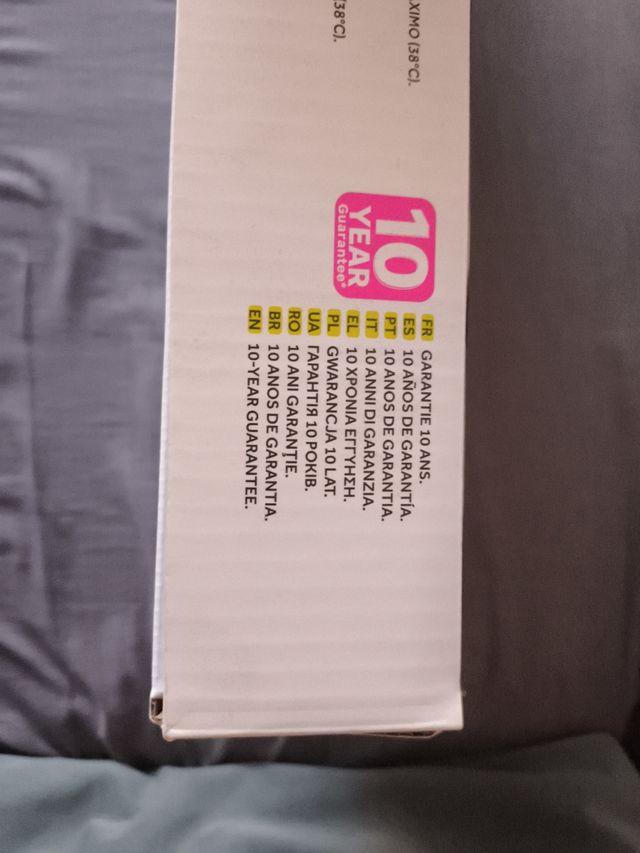 XIMO (38°C).
(38°C).
10
YEAR
Guarantee*
FR GARANTIE 10 ANS.
ES 10 AÑOS DE GARANTÍA.
PT 10 ANOS DE GARANTIA.
IT 10 ANNI DI GARANZIA.
EL 10 ΧΡΟΝΙΑ ΕΓΓΥΗΣΗ.
PL GWARANCJA 10 LAT.
UA ГАРАНТІЯ 10 РОКІВ.
RO 10 ANI GARANȚIE.
BR 10 ANOS DE GARANTIA.
EN 10-YEAR GUARANTEE.